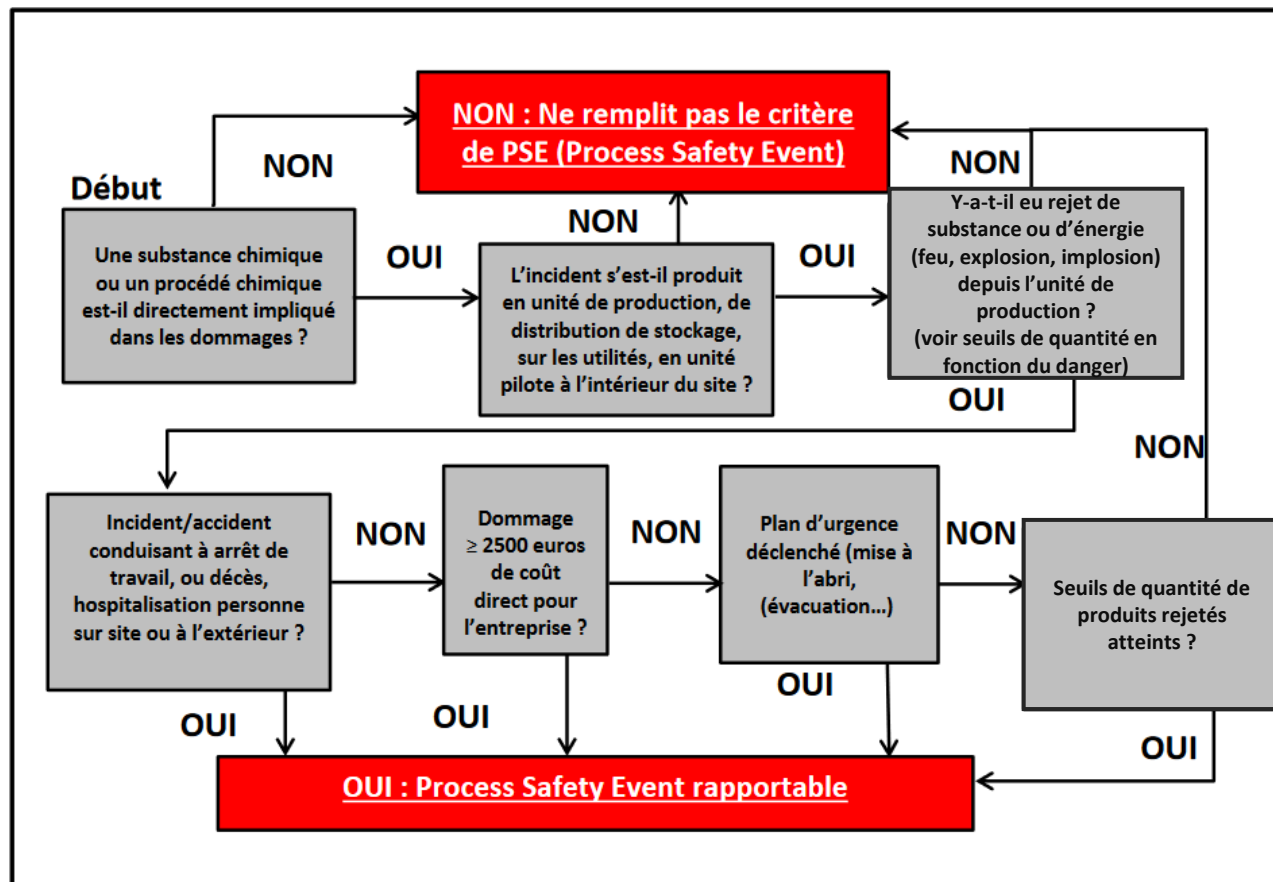 NON : Ne remplit pas le critère
de PSE (Process Safety Event)
Début
NON
Une substance chimique
ou un procédé chimique
est-il directement impliqué
dans les dommages ?
OUI
NON
L’incident s’est-il produit
en unité de production, de
distribution de stockage,
sur les utilités, en unité
pilote à l’intérieur du site ?
OUI
NON
Y-a-t-il eu rejet de
substance ou d’énergie
(feu, explosion, implosion)
depuis l’unité de
production ?
(voir seuils de quantité en
fonction du danger)
OUI
NON
Incident/accident
conduisant à arrêt de
travail, ou décès,
hospitalisation personne
sur site ou à l’extérieur ?
NON
Dommage
≥ 2500 euros
de coût
direct pour
l’entreprise ?
NON
Plan d’urgence
déclenché (mise à
l’abri,
(évacuation…)
NON
Seuils de quantité de
produits rejetés
atteints ?
OUI
OUI
OUI
OUI
OUI : Process Safety Event rapportable